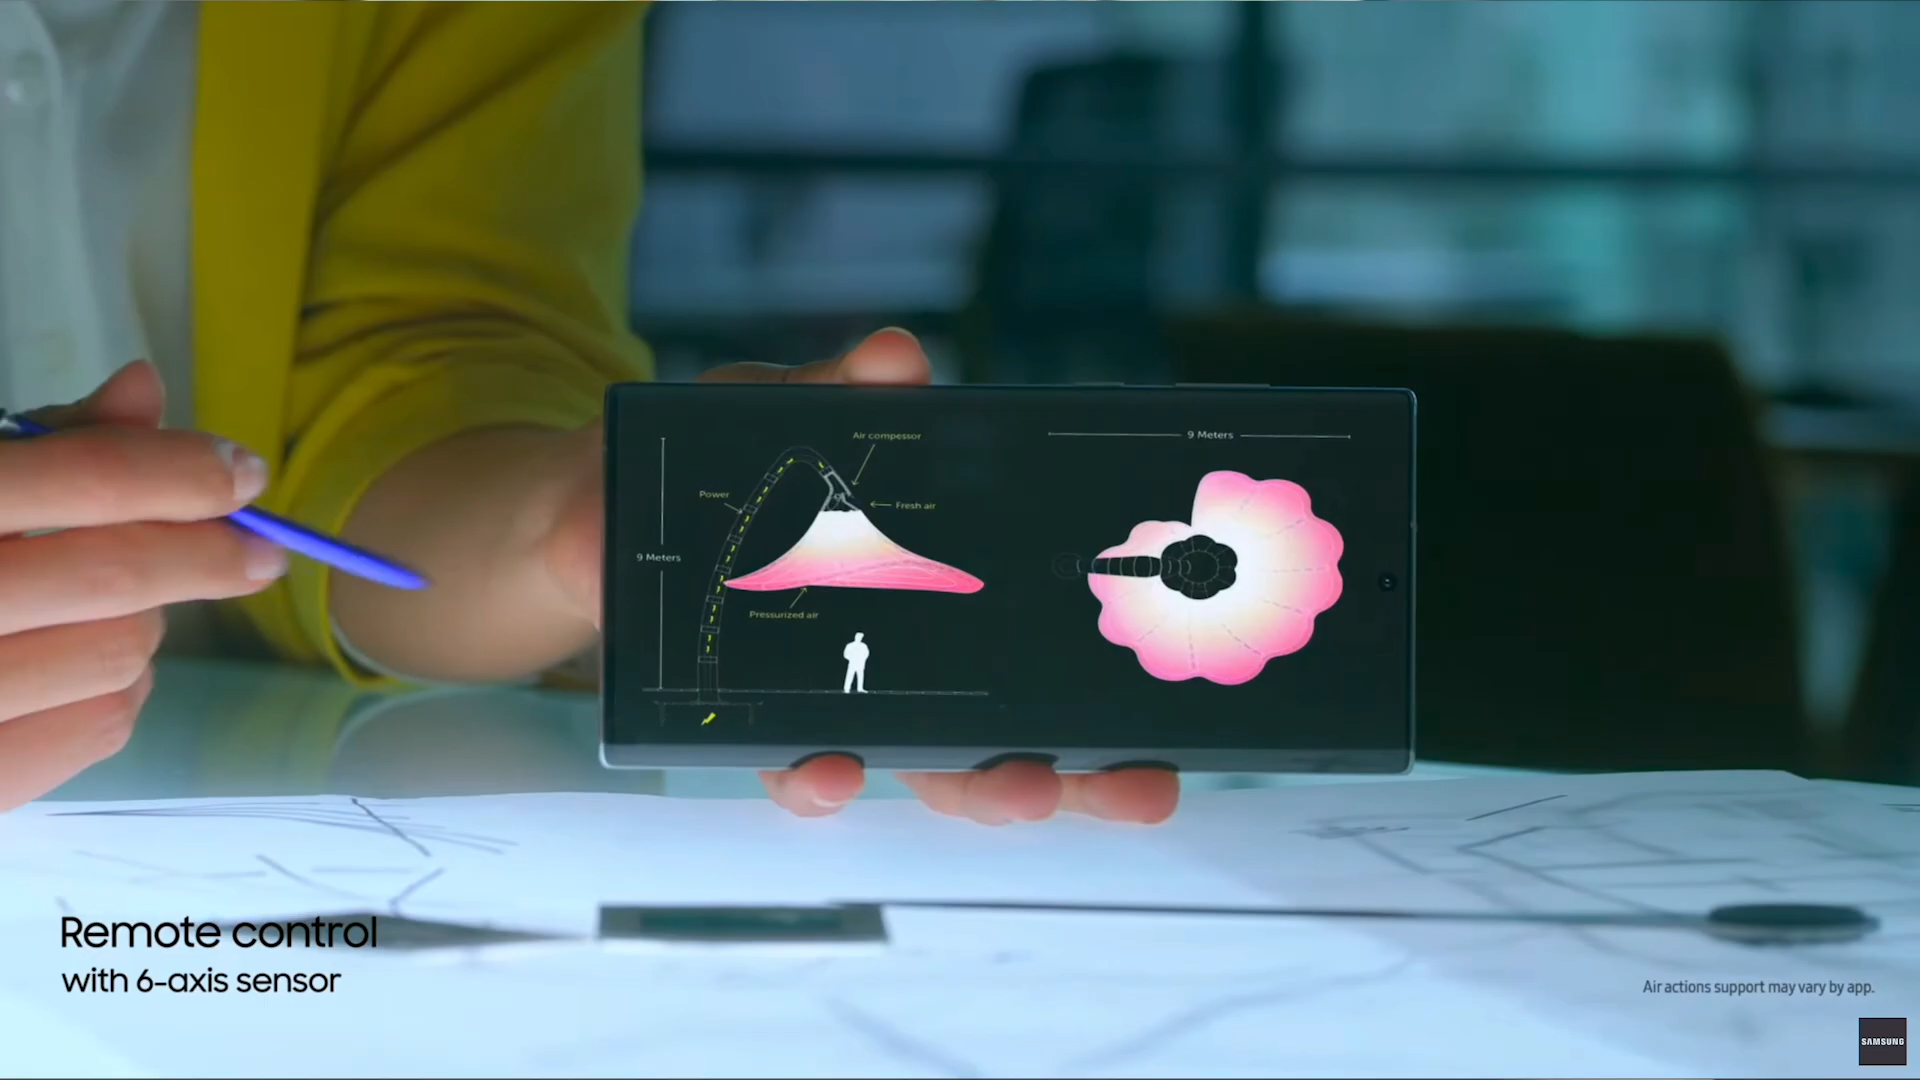 Air compessor
9 Meters
Power
Fresh air
9 Meters
Pressurized air
Remote control
with 6-axis sensor
Air actions support may vary by app.
SAMSUNG